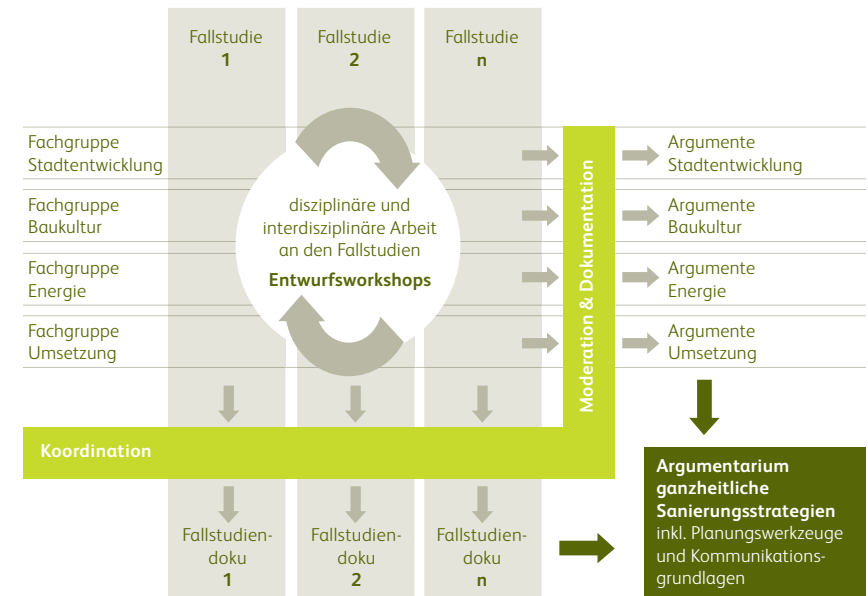 Fallstudie
1
Fallstudie
2
Fallstudie
n
Fachgruppe
Stadtentwicklung
Fachgruppe
Baukultur
Fachgruppe
Energie
Fachgruppe
Umsetzung
disziplinäre und
interdisziplinäre Arbeit
an den Fallstudien
Entwurfsworkshops
Moderation & Dokumentation
Argumente
Stadtentwicklung
Argumente
Baukultur
Argumente
Energie
Argumente
Umsetzung
Koordination
Fallstudien-
doku
1
Fallstudien-
doku
2
Fallstudien-
doku
n
Argumentarium
ganzheitliche
Sanierungsstrategien
inkl. Planungswerkzeuge
und Kommunikations-
grundlagen